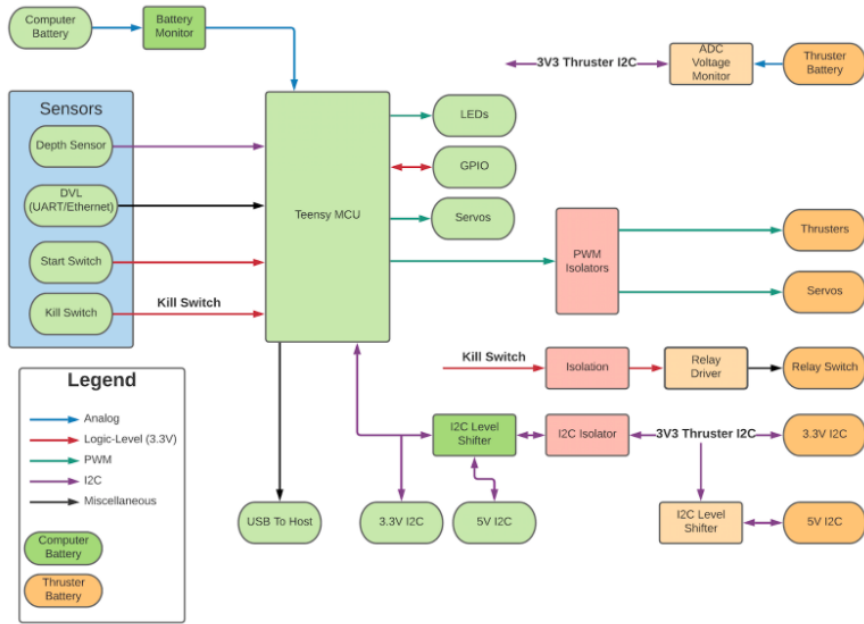 Computer
Battery
Battery
Monitor
3V3 Thruster I2C
ADC
Voltage
Monitor
Thruster
Battery
Sensors
Depth Sensor
DVL
(UART/Ethernet)
Start Switch
Kill Switch
Kill Switch
Teensy MCU
LEDs
GPIO
Servos
PWM
Isolators
Thrusters
Servos
Kill Switch
Isolation
Relay
Driver
Relay Switch
I2C Level
Shifter
I2C Isolator
3V3 Thruster I2C
3.3V I2C
USB To Host
3.3V I2C
5V I2C
I2C Level
Shifter
5V I2C
Legend
Analog
Logic-Level (3.3V)
PWM
I2C
Miscellaneous
Computer
Battery
Thruster
Battery